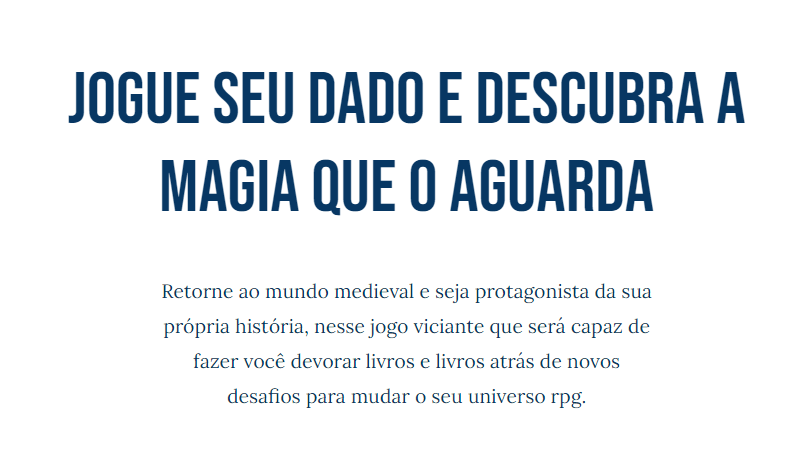 JOGUE SEU DADO E DESCUBRA A
MAGIA QUE O AGUARDA
Retorne ao mundo medieval e seja protagonista da sua
própria história, nesse jogo viciante que será capaz de
fazer você devorar livros e livros atrás de novos
desafios para mudar o seu universo rpg.